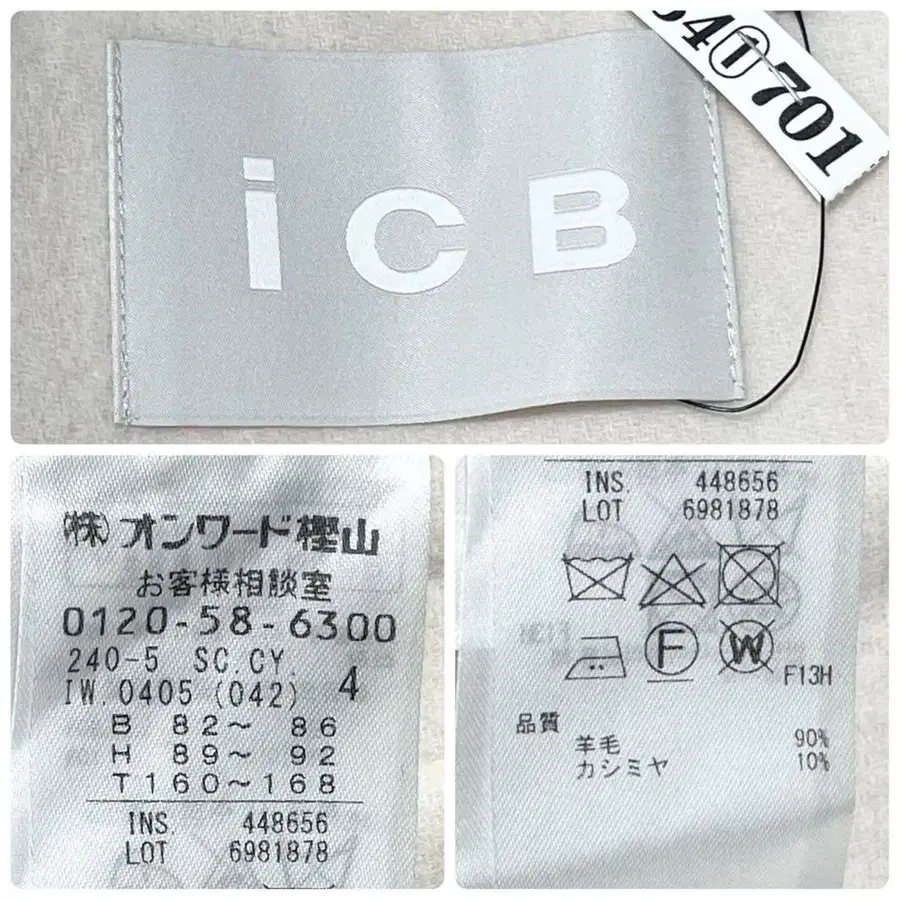 iCB
4①701
㈱オンワード樫山
お客様相談室
0120-58-6300
240-5 SC.CY.
IW.0405 (042) 4
B 82～ 86
H 89～ 92
T160～168
INS. 448656
LOT 6981878
INS. 448656
LOT 6981878
F
W
F13H
品質
羊毛 90%
カシミヤ 10%